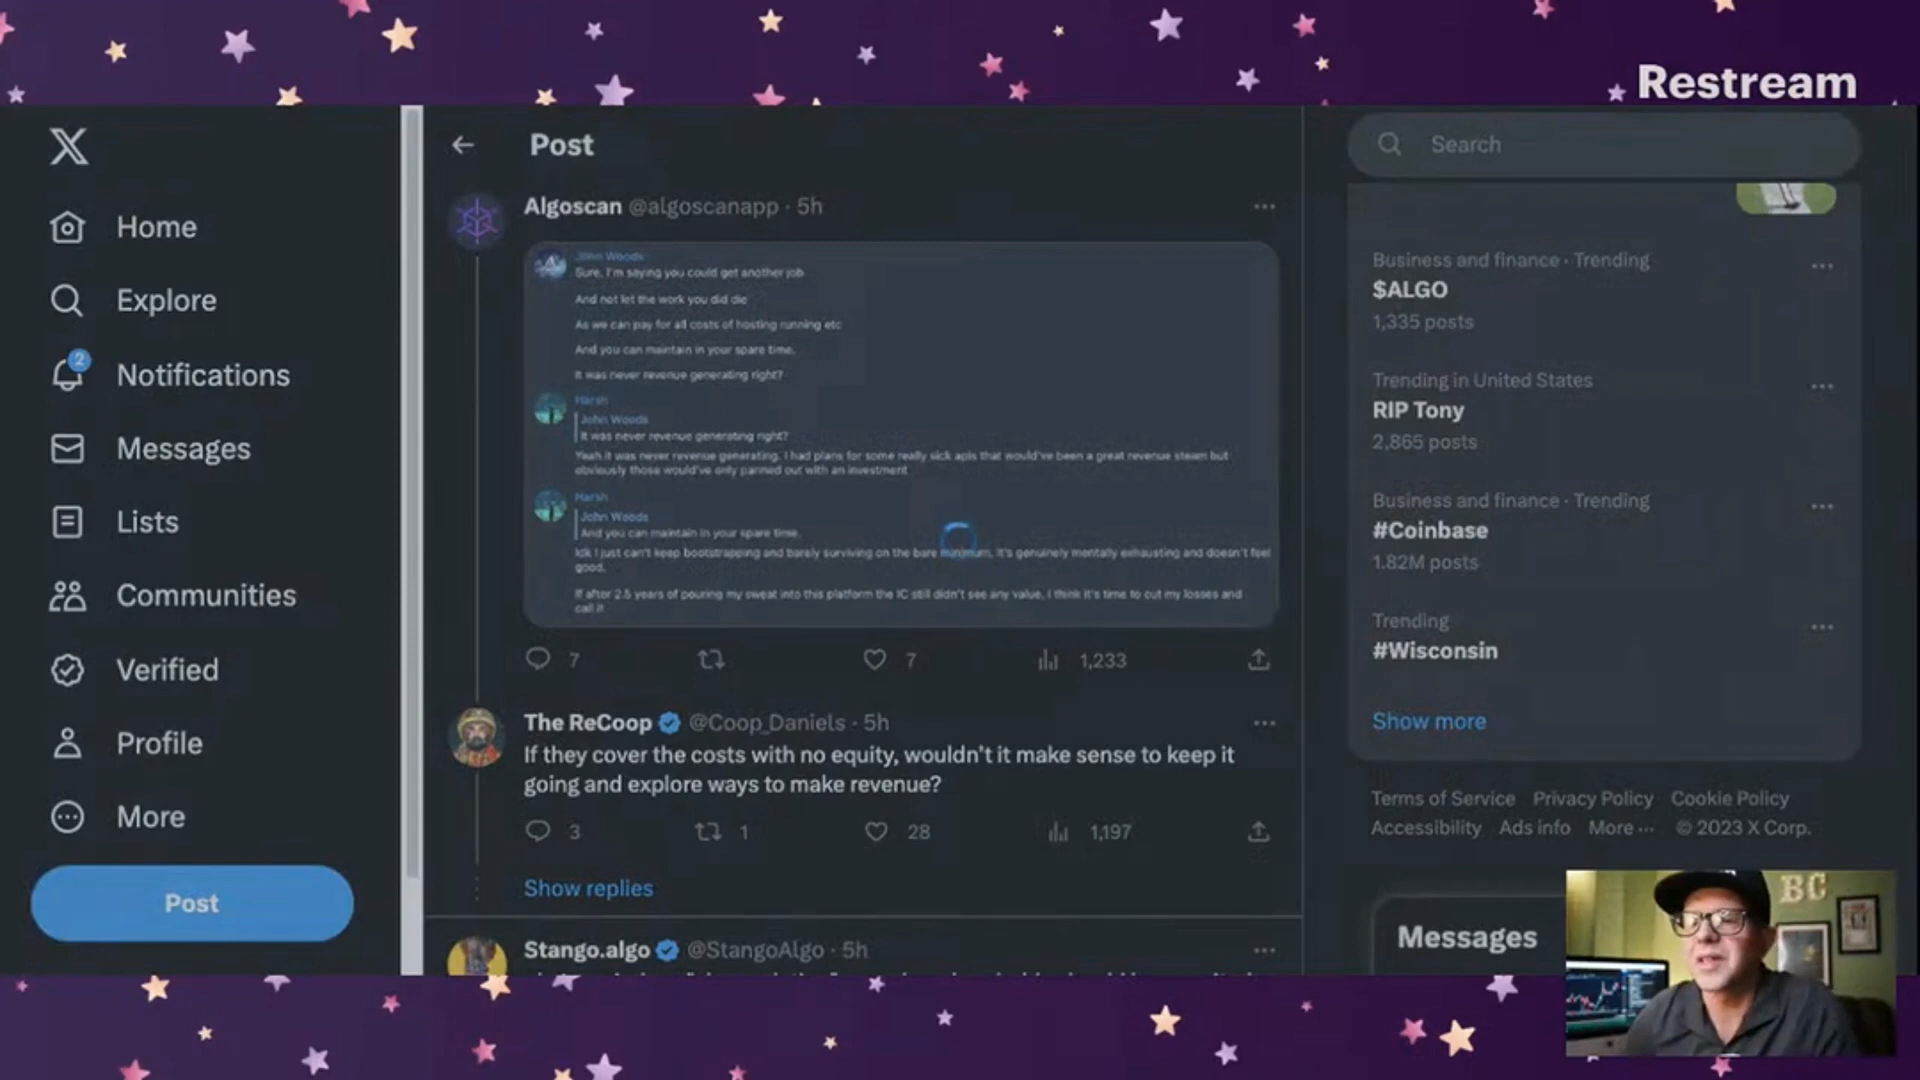 Restream
Home
Explore
2
Notifications
Messages
Lists
Communities
Verified
Profile
More
Post
Post
Algoscan @algoscanapp · 5h
John Woods
Sure, I'm saying you could get another job
And not let the work you did die
As we can pay for all costs of hosting running etc
And you can maintain in your spare time.
It was never revenue generating right?
Harsh
John Woods
It was never revenue generating right?
Yeah it was never revenue generating. I had plans for some really sick apis that would've been a great revenue steam but
obviously those would've only panned out with an investment
Harsh
John Woods
And you can maintain in your spare time.
Idk I just can't keep bootstrapping and barely surviving on the bare minimum. It's genuinely mentally exhausting and doesn't feel
good.
If after 2.5 years of pouring my sweat into this platform the IC still didn't see any value, I think it's time to cut my losses and
call it
7 7 1,233
The ReCoop @Coop_Daniels · 5h
If they cover the costs with no equity, wouldn't it make sense to keep it
going and explore ways to make revenue?
3 1 28 1,197
Show replies
Stango.algo @StangoAlgo · 5h
Search
Business and finance · Trending
$ALGO
1,335 posts
Trending in United States
RIP Tony
2,865 posts
Business and finance · Trending
#Coinbase
1.82M posts
Trending
#Wisconsin
Show more
Terms of Service Privacy Policy Cookie Policy
Accessibility Ads info More ··· © 2023 X Corp.
Messages
BC